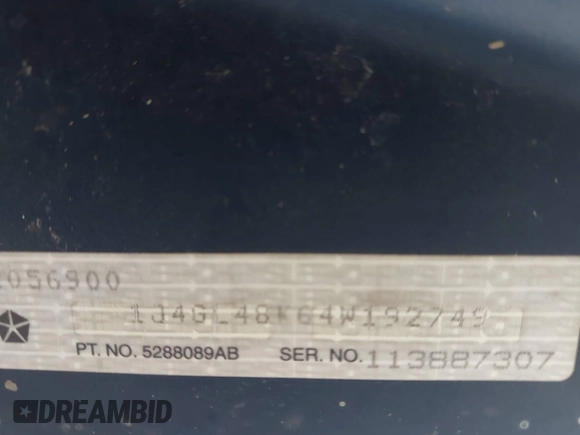 2056900
1J4GL48K64W192749
PT. NO. 5288089AB SER. NO. 113887307
DREAMBID